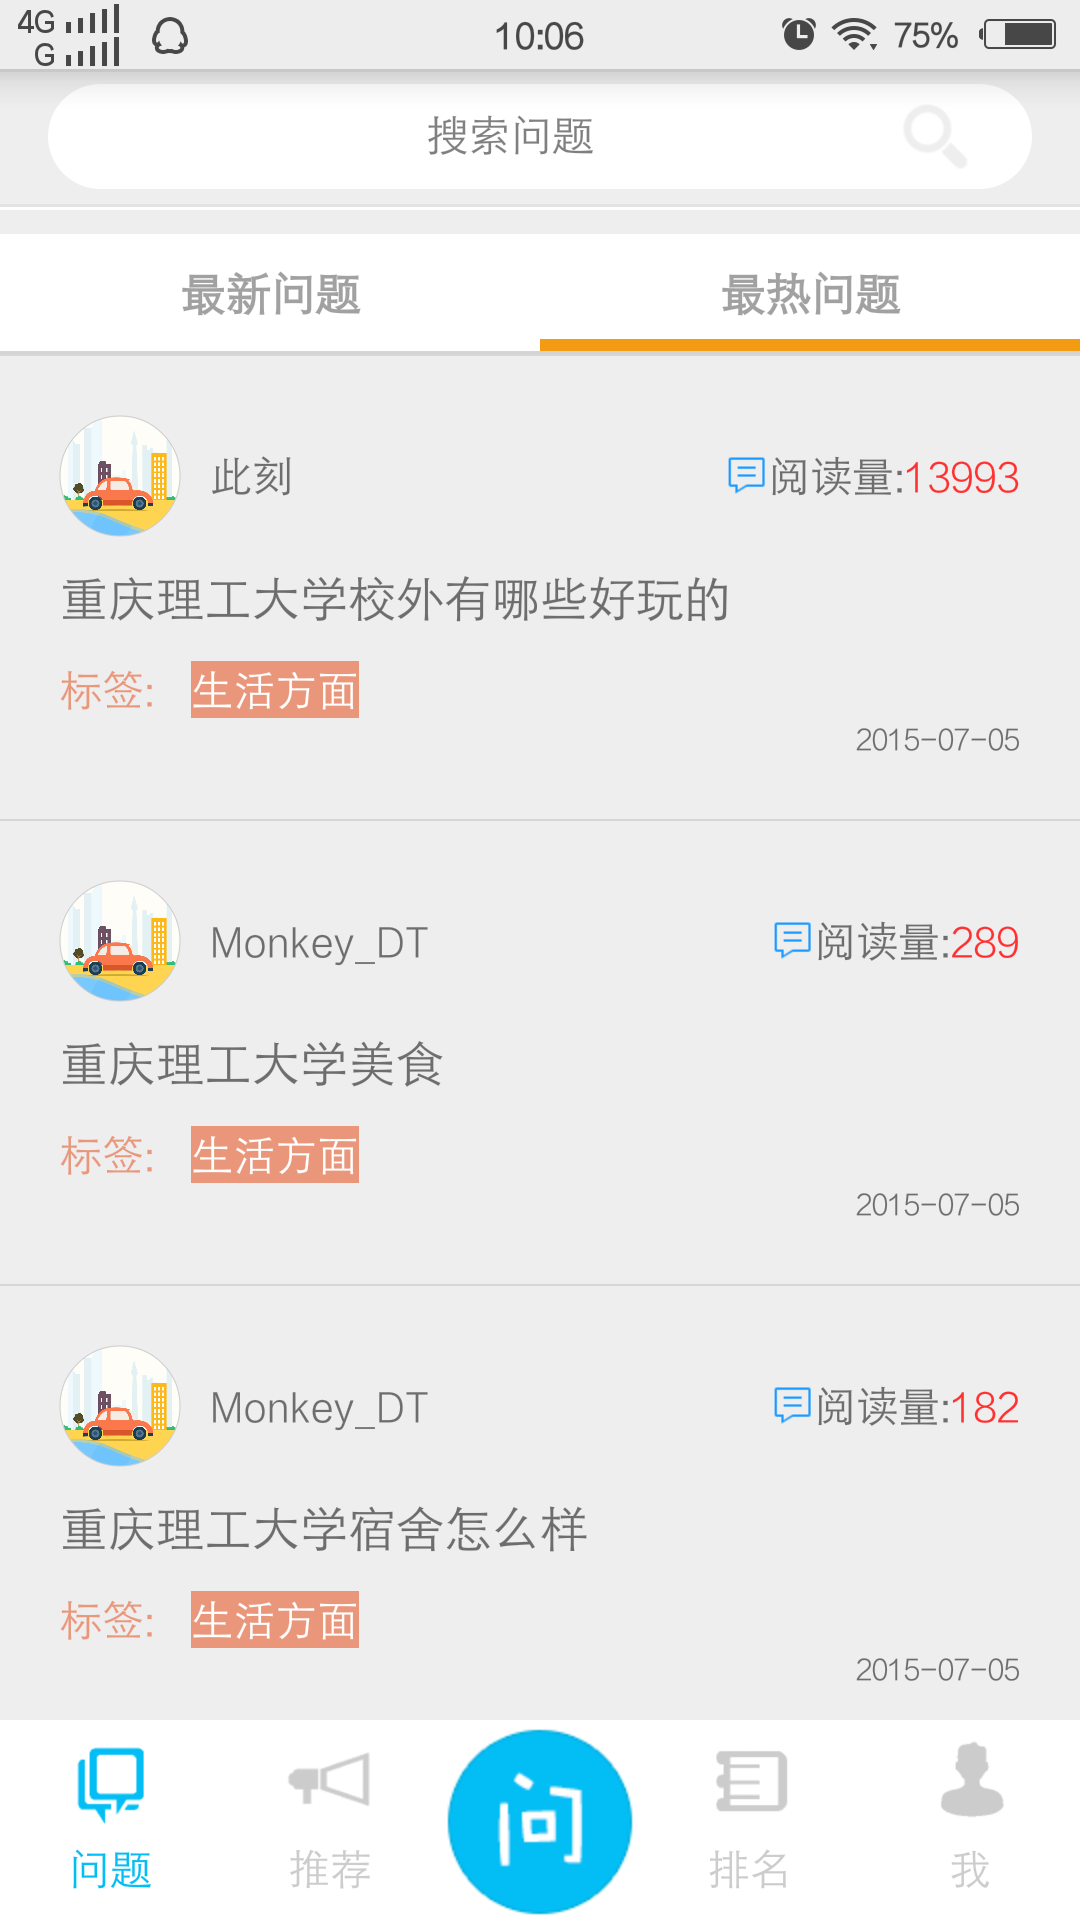 4G 10:06 75%
G
搜索问题
最新问题 最热问题
此刻 阅读量:13993
重庆理工大学校外有哪些好玩的
标签: 生活方面
2015-07-05
Monkey_DT 阅读量:289
重庆理工大学美食
标签: 生活方面
2015-07-05
Monkey_DT 阅读量:182
重庆理工大学宿舍怎么样
标签: 生活方面
2015-07-05
问
问题 推荐 排名 我